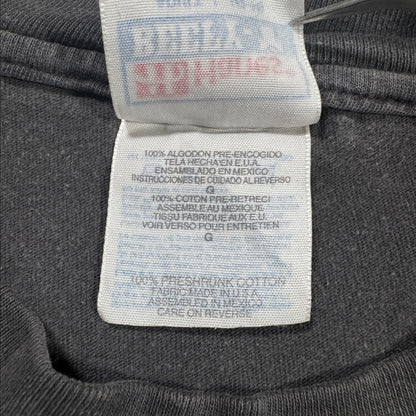 BEEFY-T
Hanes
100% ALGODON PRE-ENCOGIDO
TELA HECHA EN E.U.A.
ENSAMBLADO EN MEXICO
INSTRUCCIONES DE CUIDADO AL REVERSO
G
100% COTON PRE-RETRECI
ASSEMBLE AU MEXIQUE
TISSU FABRIQUE AUX E.U.
VOIR VERSO POUR ENTRETIEN
G
100% PRESHRUNK COTTON
FABRIC MADE IN U.S.A
ASSEMBLED IN MEXICO
CARE ON REVERSE